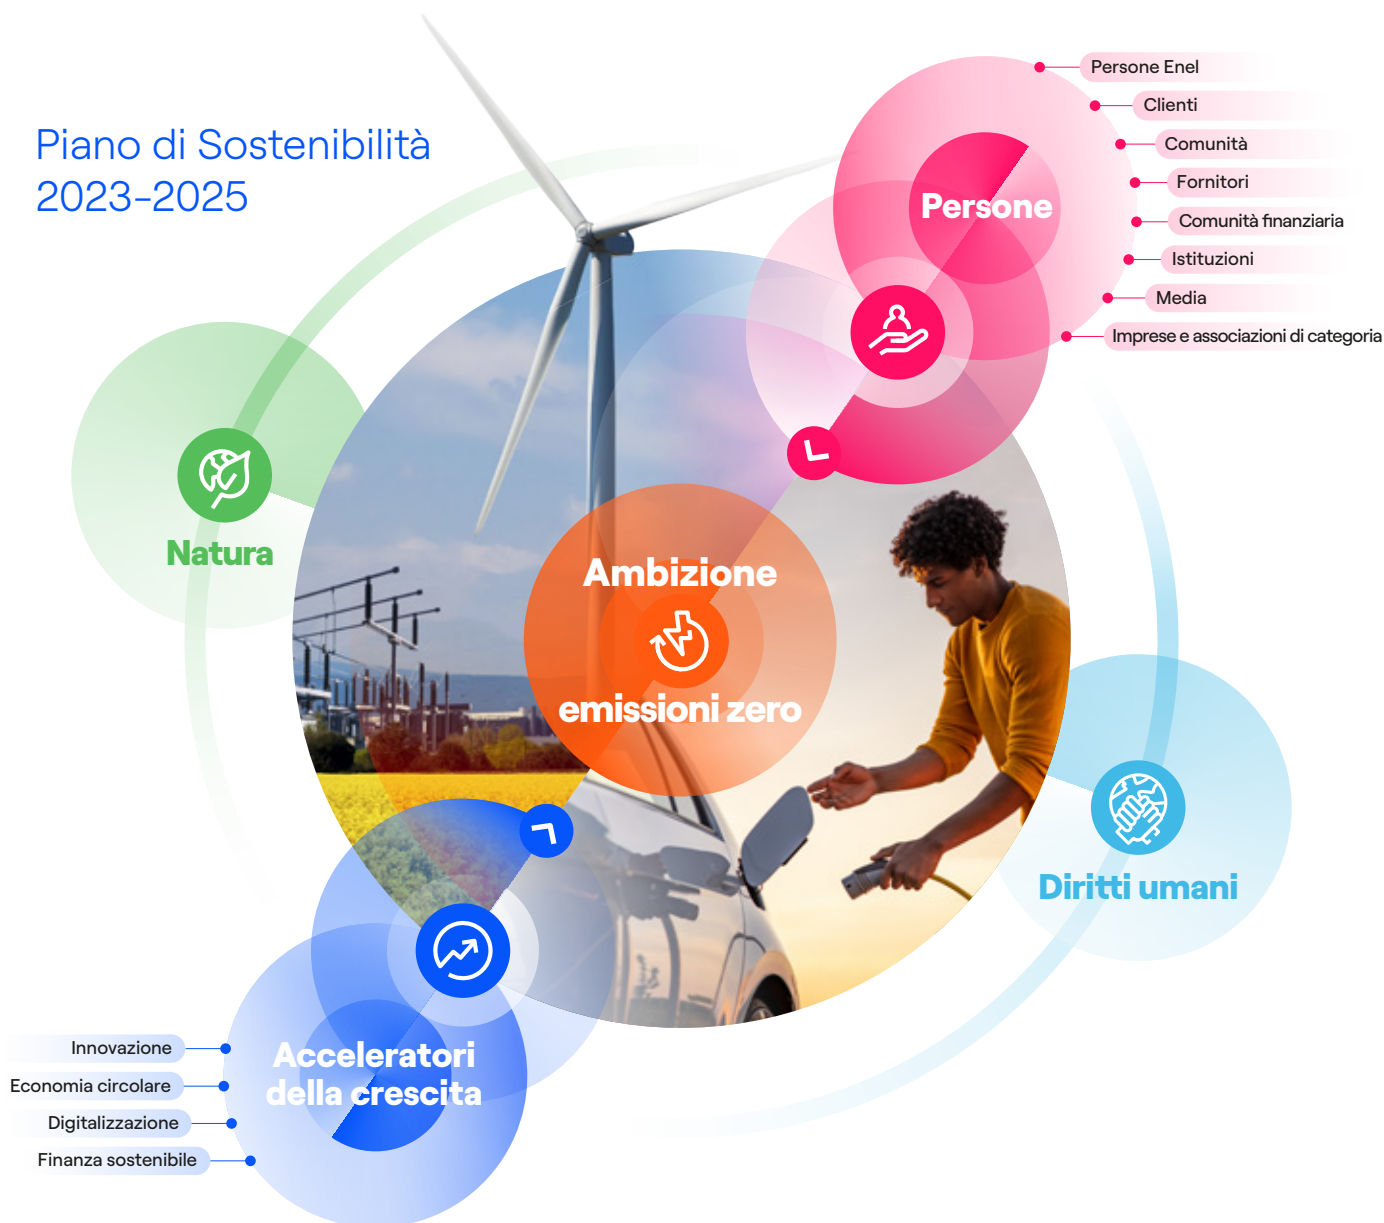 Piano di Sostenibilità
2023-2025
Persone
Persone Enel
Clienti
Comunità
Fornitori
Comunità finanziaria
Istituzioni
Media
Imprese e associazioni di categoria
Natura
Ambizione
emissioni zero
Diritti umani
Acceleratori
della crescita
Innovazione
Economia circolare
Digitalizzazione
Finanza sostenibile